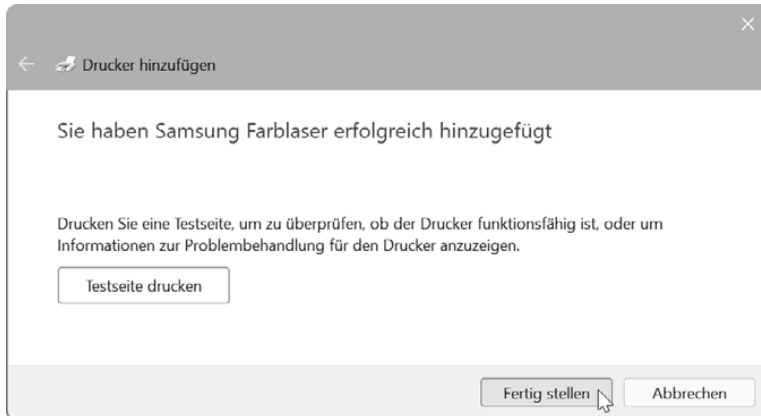 Drucker hinzufügen
Sie haben Samsung Farblaser erfolgreich hinzugefügt
Drucken Sie eine Testseite, um zu überprüfen, ob der Drucker funktionsfähig ist, oder um
Informationen zur Problembehandlung für den Drucker anzuzeigen.
Testseite drucken
Fertig stellen
Abbrechen